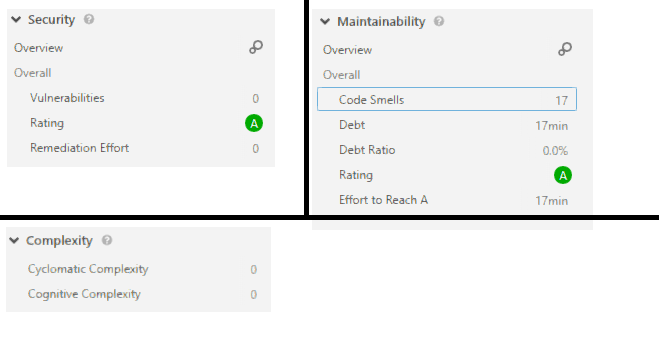 Security ?
Overview
Overall
Vulnerabilities 0
Rating A
Remediation Effort 0
Maintainability ?
Overview
Overall
Code Smells 17
Debt 17min
Debt Ratio 0.0%
Rating A
Effort to Reach A 17min
Complexity ?
Cyclomatic Complexity 0
Cognitive Complexity 0